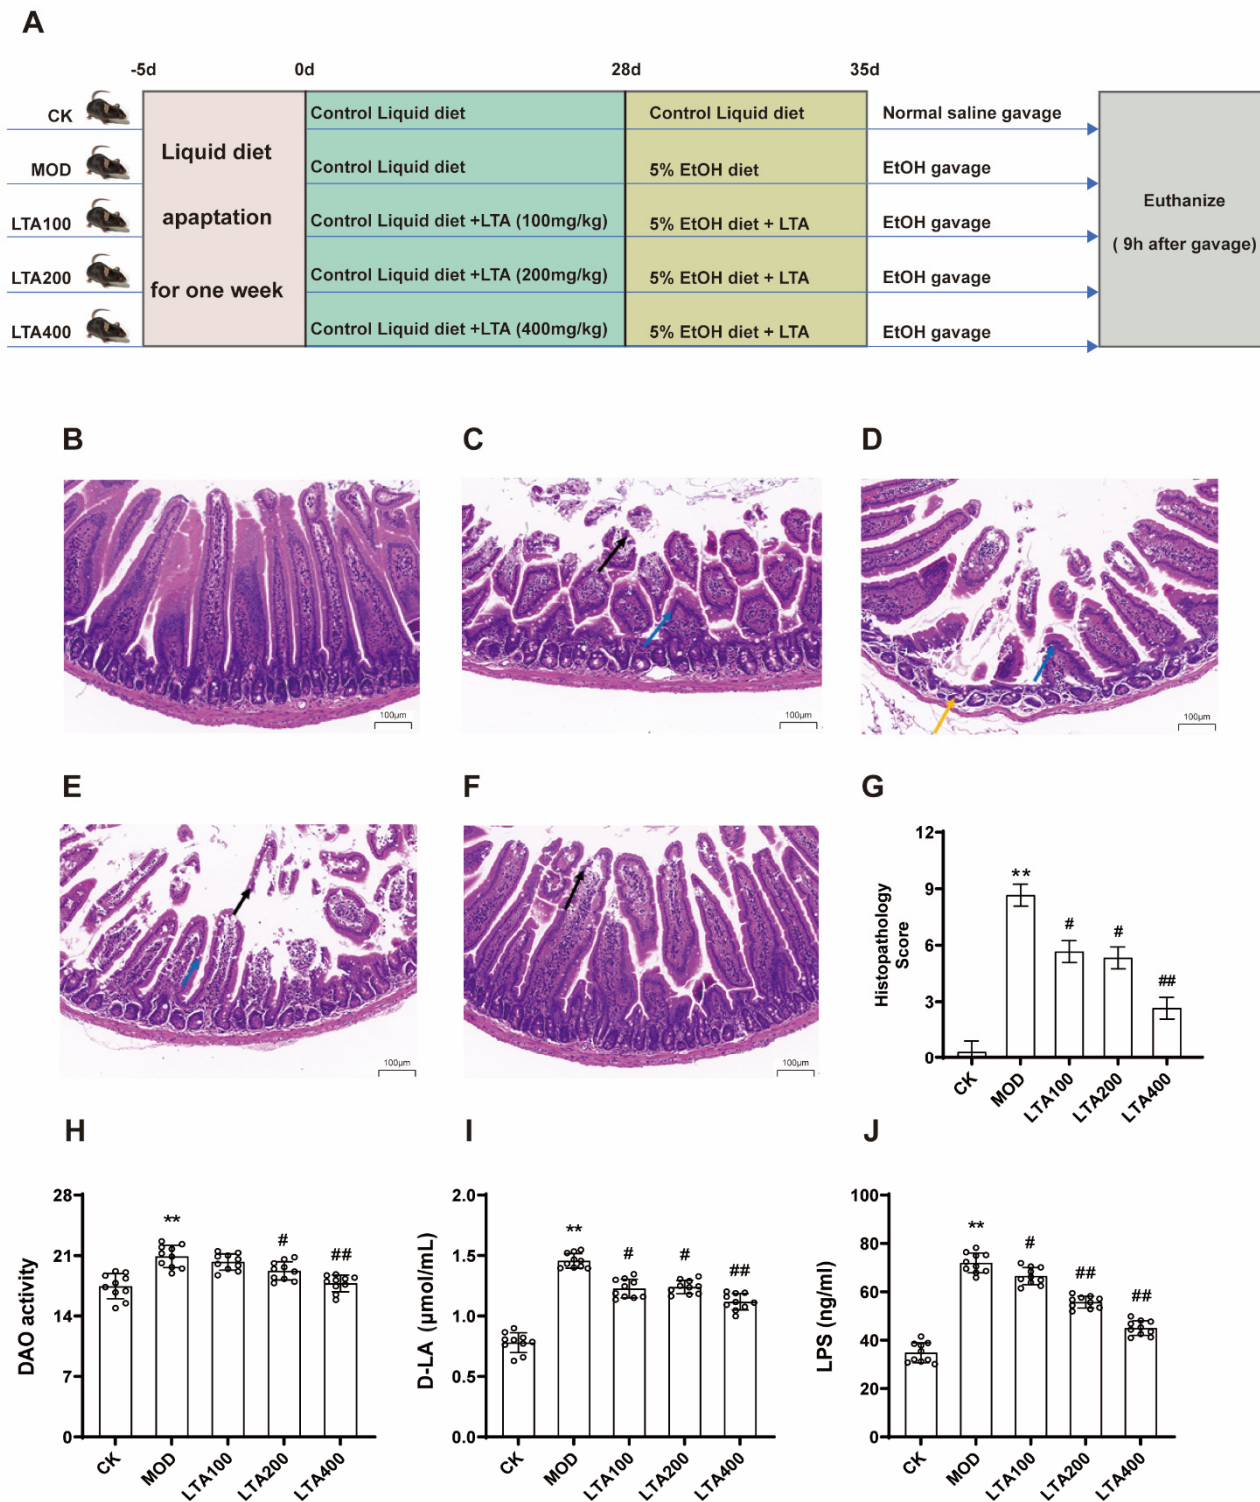 A
-5d 0d 28d 35d
CK Control Liquid diet Control Liquid diet Normal saline gavage
MOD Control Liquid diet 5% EtOH diet EtOH gavage
LTA100 Control Liquid diet +LTA (100mg/kg) 5% EtOH diet + LTA EtOH gavage
LTA200 Control Liquid diet +LTA (200mg/kg) 5% EtOH diet + LTA EtOH gavage
LTA400 Control Liquid diet +LTA (400mg/kg) 5% EtOH diet + LTA EtOH gavage
Liquid diet
apaptation
for one week
Euthanize
( 9h after gavage)
B
100μm
C
100μm
D
100μm
E
100μm
F
100μm
G
Histopathology
Score
12
9
6
3
0
**
#
#
##
CK MOD LTA100 LTA200 LTA400
H
DAO activity
28
21
14
7
0
**
#
##
CK MOD LTA100 LTA200 LTA400
I
D-LA (μmol/mL)
2.0
1.5
1.0
0.5
0.0
**
#
#
##
CK MOD LTA100 LTA200 LTA400
J
LPS (ng/ml)
100
80
60
40
20
0
**
#
##
##
CK MOD LTA100 LTA200 LTA400